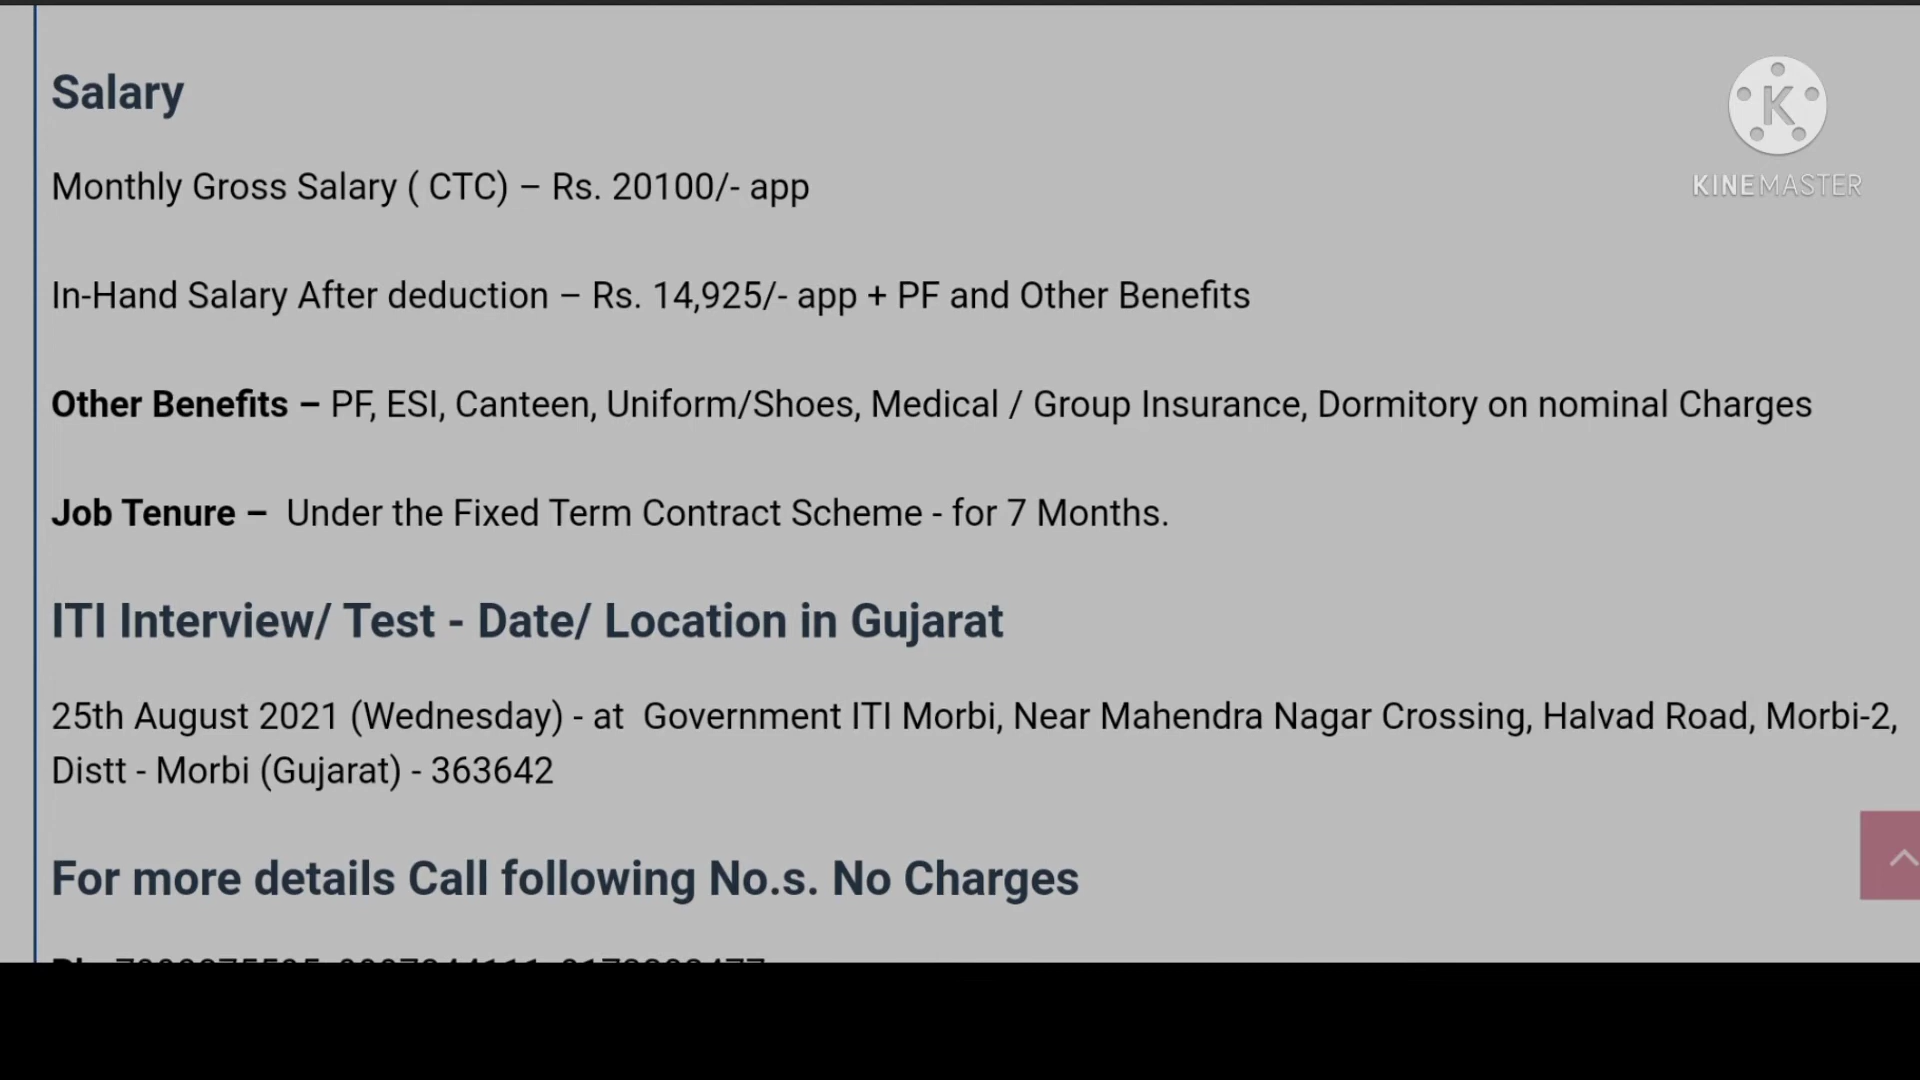 Salary
K
KINEMASTER
Monthly Gross Salary ( CTC) – Rs. 20100/- app
In-Hand Salary After deduction – Rs. 14,925/- app + PF and Other Benefits
Other Benefits – PF, ESI, Canteen, Uniform/Shoes, Medical / Group Insurance, Dormitory on nominal Charges
Job Tenure –  Under the Fixed Term Contract Scheme - for 7 Months.
ITI Interview/ Test - Date/ Location in Gujarat
25th August 2021 (Wednesday) - at  Government ITI Morbi, Near Mahendra Nagar Crossing, Halvad Road, Morbi-2,
Distt - Morbi (Gujarat) - 363642
For more details Call following No.s. No Charges